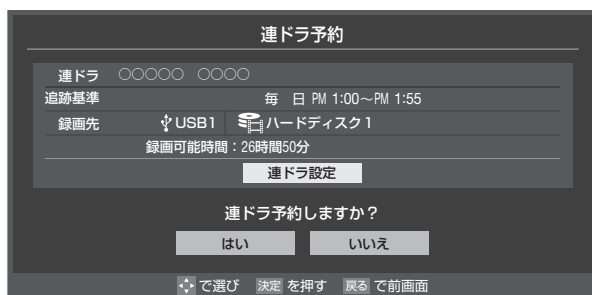 連ドラ予約
連ドラ ○○○○○ ○○○○
追跡基準 毎 日 PM 1:00～PM 1:55
録画先 USB1 ハードディスク1
録画可能時間：26時間50分
連ドラ設定
連ドラ予約しますか？
はい いいえ
で選び 決定 を押す 戻る で前画面